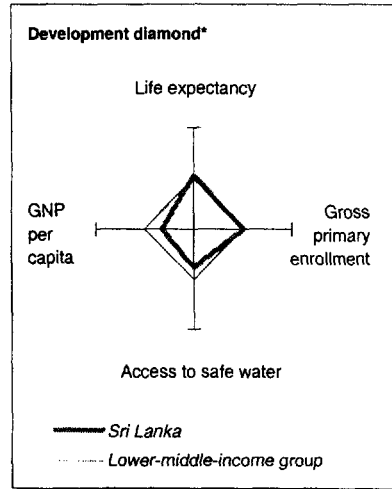 Development diamond*
Life expectancy
GNP
per
capita
Gross
primary
enrollment
Access to safe water
Sri Lanka
Lower-middle-income group